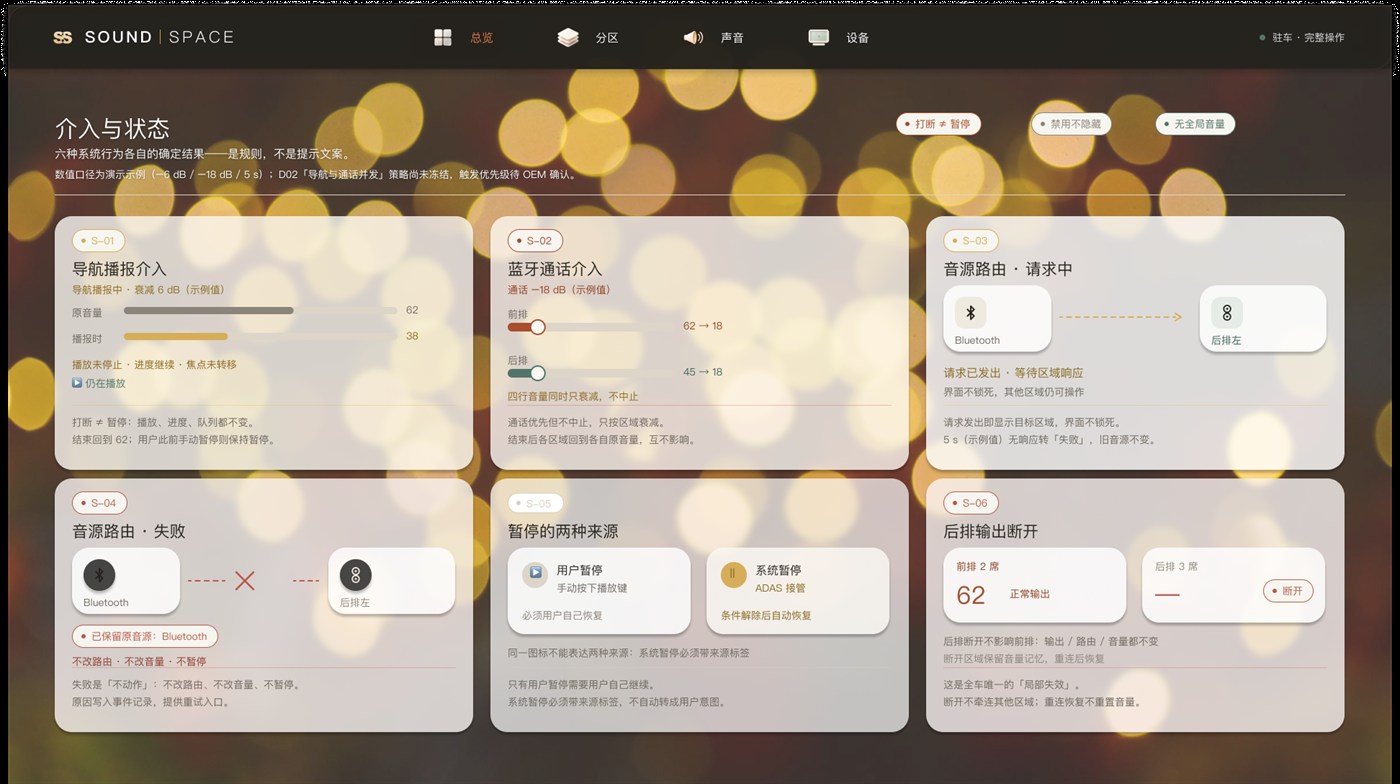 SS SOUND | SPACE
总览
分区
声音
设备
驻车 · 完整操作
介入与状态
六种系统行为各自的确定结果——是规则，不是提示文案。
数值口径为演示示例（−6 dB / −18 dB / 5 s）；D02「导航与通话并发」策略尚未冻结，触发优先级待 OEM 确认。
打断 ≠ 暂停
禁用不隐藏
无全局音量
S-01
导航播报介入
导航播报中 · 衰减 6 dB（示例值）
原音量
62
播报时
38
播放未停止 · 进度继续 · 焦点未转移
仍在播放
打断 ≠ 暂停：播放、进度、队列都不变。
结束回到 62；用户此前手动暂停则保持暂停。
S-02
蓝牙通话介入
通话 −18 dB（示例值）
前排
62 → 18
后排
45 → 18
四行音量同时只衰减，不中止
通话优先但不中止，只按区域衰减。
结束后各区域回到各自原音量，互不影响。
S-03
音源路由 · 请求中
Bluetooth
后排左
请求已发出 · 等待区域响应
界面不锁死，其他区域仍可操作
请求发出即显示目标区域，界面不锁死。
5 s（示例值）无响应转「失败」，旧音源不变。
S-04
音源路由 · 失败
Bluetooth
后排左
已保留原音源：Bluetooth
不改路由 · 不改音量 · 不暂停
失败是「不动作」：不改路由、不改音量、不暂停。
原因写入事件记录，提供重试入口。
S-05
暂停的两种来源
用户暂停
手动按下播放键
必须用户自己恢复
系统暂停
ADAS 接管
条件解除后自动恢复
同一图标不能表达两种来源：系统暂停必须带来源标签
只有用户暂停需要用户自己继续。
系统暂停必须带来源标签，不自动转成用户意图。
S-06
后排输出断开
前排 2 席
62
正常输出
后排 3 席
—
断开
后排断开不影响前排：输出 / 路由 / 音量都不变
断开区域保留音量记忆，重连后恢复
这是全车唯一的「局部失效」。
断开不牵连其他区域；重连恢复不重置音量。